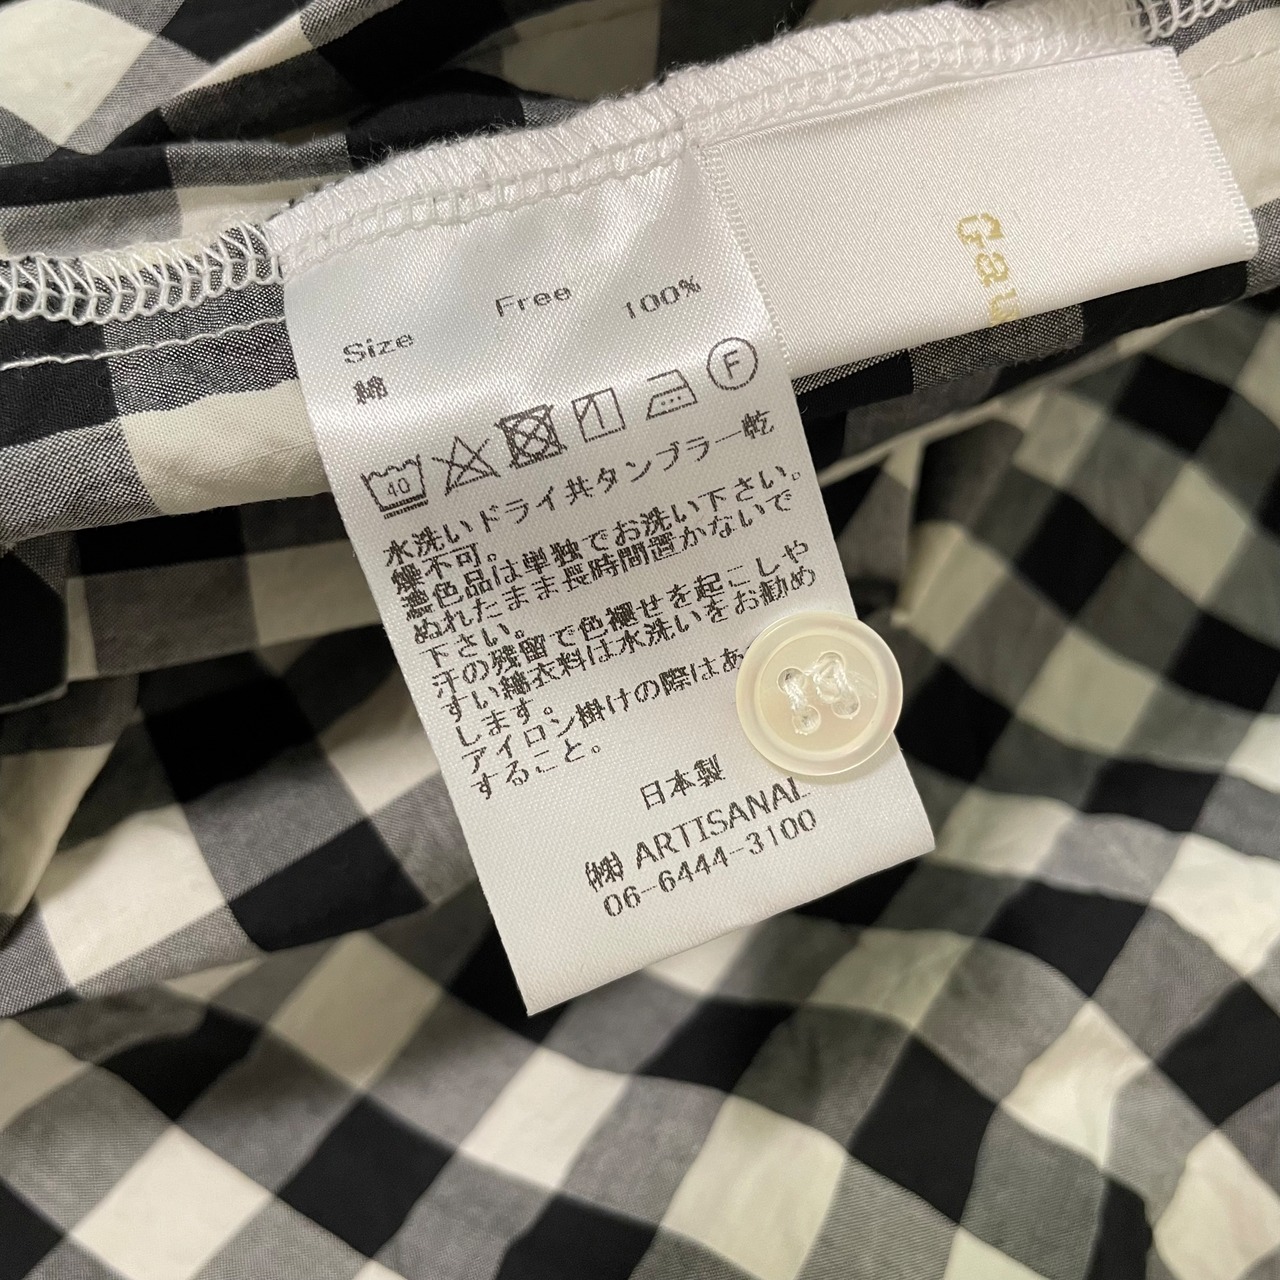 Size Free
綿 100%
40 F
水洗いドライ共タンブラー乾
燥不可。
濃色品は単独でお洗い下さい。
ぬれたまま長時間置かないで
下さい。
汗の残留で色褪せを起こしや
すい繊衣料は水洗いをお勧め
します。
アイロン掛けの際はあ
すること。
日本製
㈱ ARTISANAL
06-6444-3100